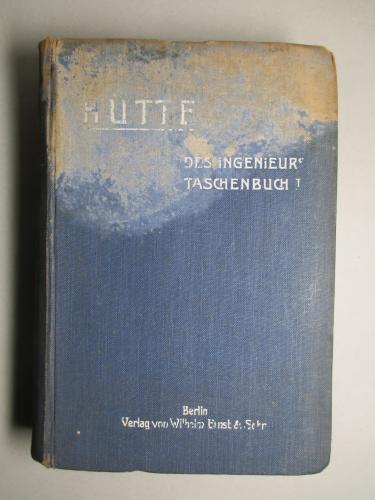 HÜTTE
DES INGENIEURS
TASCHENBUCH I
Berlin
Verlag von Wilhelm Ernst & Sohn